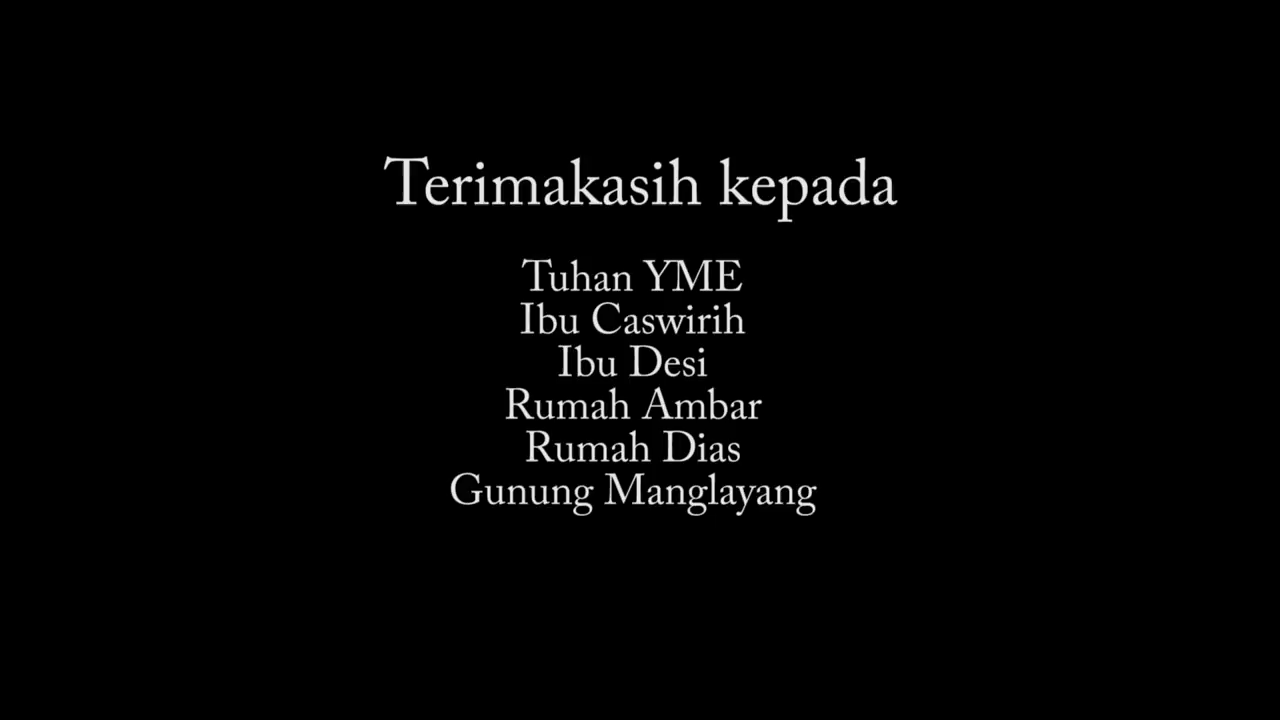 Terimakasih kepada
Tuhan YME
Ibu Caswirih
Ibu Desi
Rumah Ambar
Rumah Dias
Gunung Manglayang